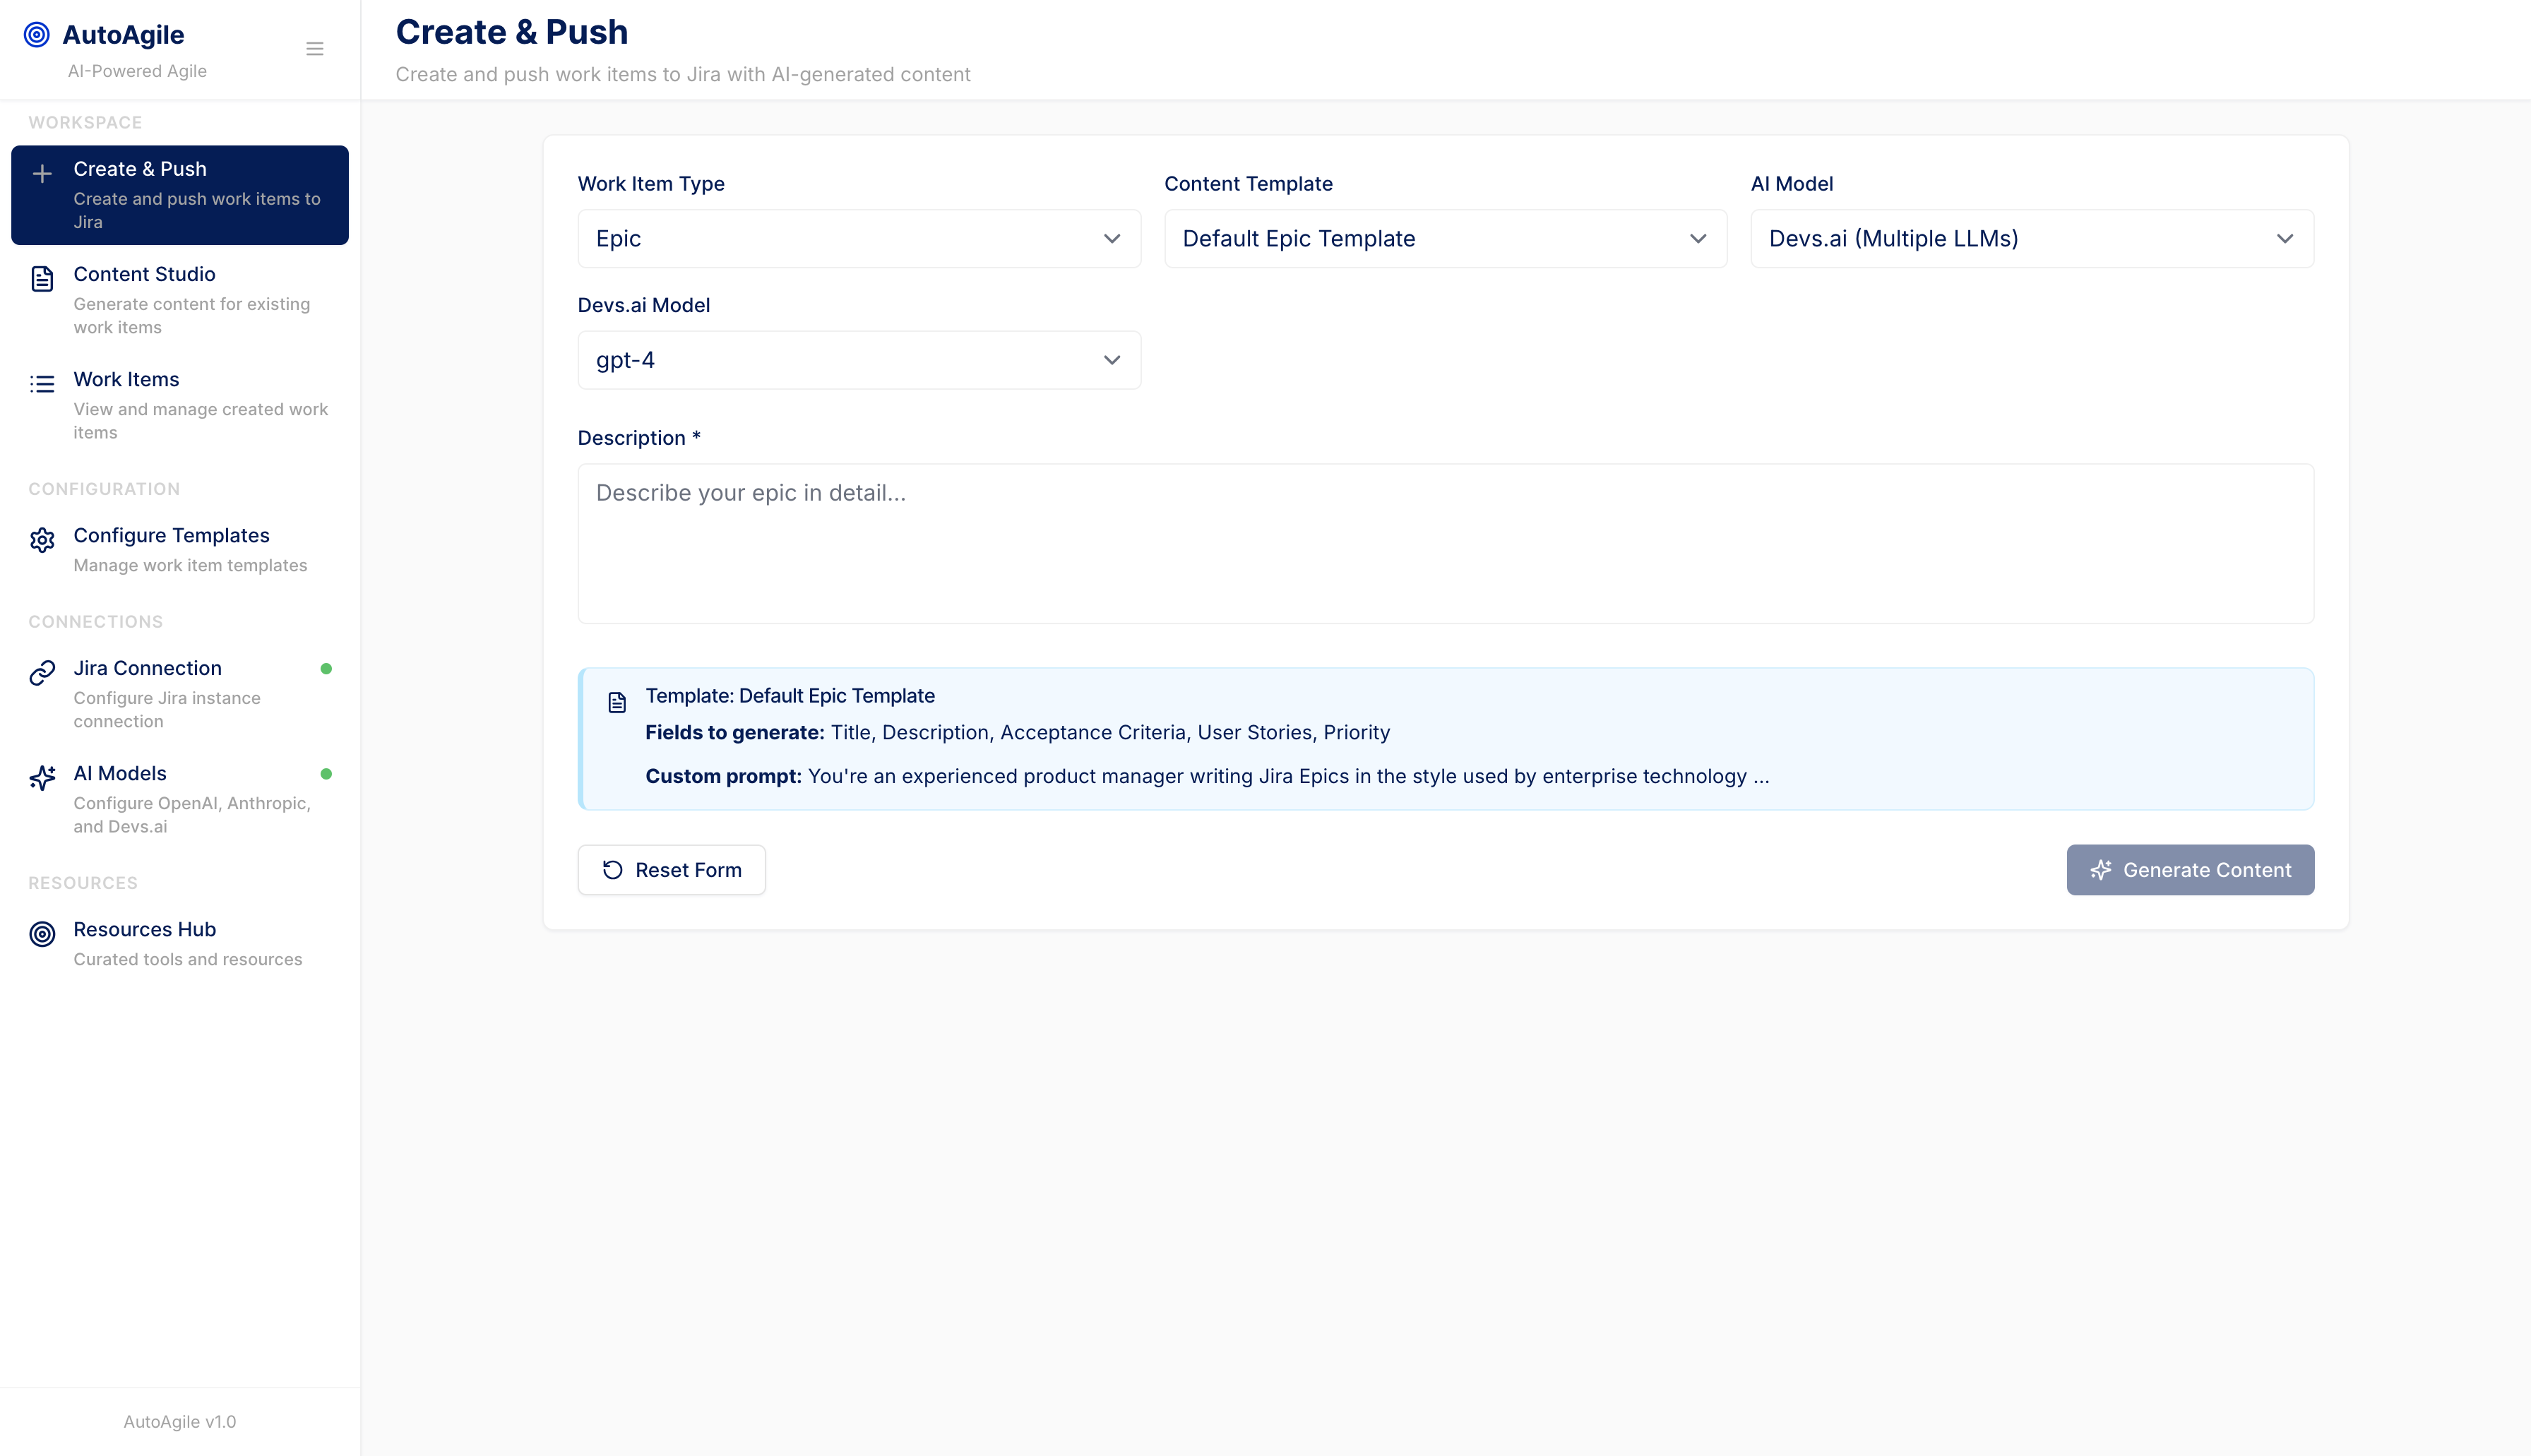 AutoAgile
AI-Powered Agile
WORKSPACE
Create & Push
Create and push work items to
Jira
Content Studio
Generate content for existing
work items
Work Items
View and manage created work
items
CONFIGURATION
Configure Templates
Manage work item templates
CONNECTIONS
Jira Connection
Configure Jira instance
connection
AI Models
Configure OpenAI, Anthropic,
and Devs.ai
RESOURCES
Resources Hub
Curated tools and resources
AutoAgile v1.0
Create & Push
Create and push work items to Jira with AI-generated content
Work Item Type
Epic
Content Template
Default Epic Template
AI Model
Devs.ai (Multiple LLMs)
Devs.ai Model
gpt-4
Description *
Describe your epic in detail...
Template: Default Epic Template
Fields to generate: Title, Description, Acceptance Criteria, User Stories, Priority
Custom prompt: You're an experienced product manager writing Jira Epics in the style used by enterprise technology ...
Reset Form
Generate Content